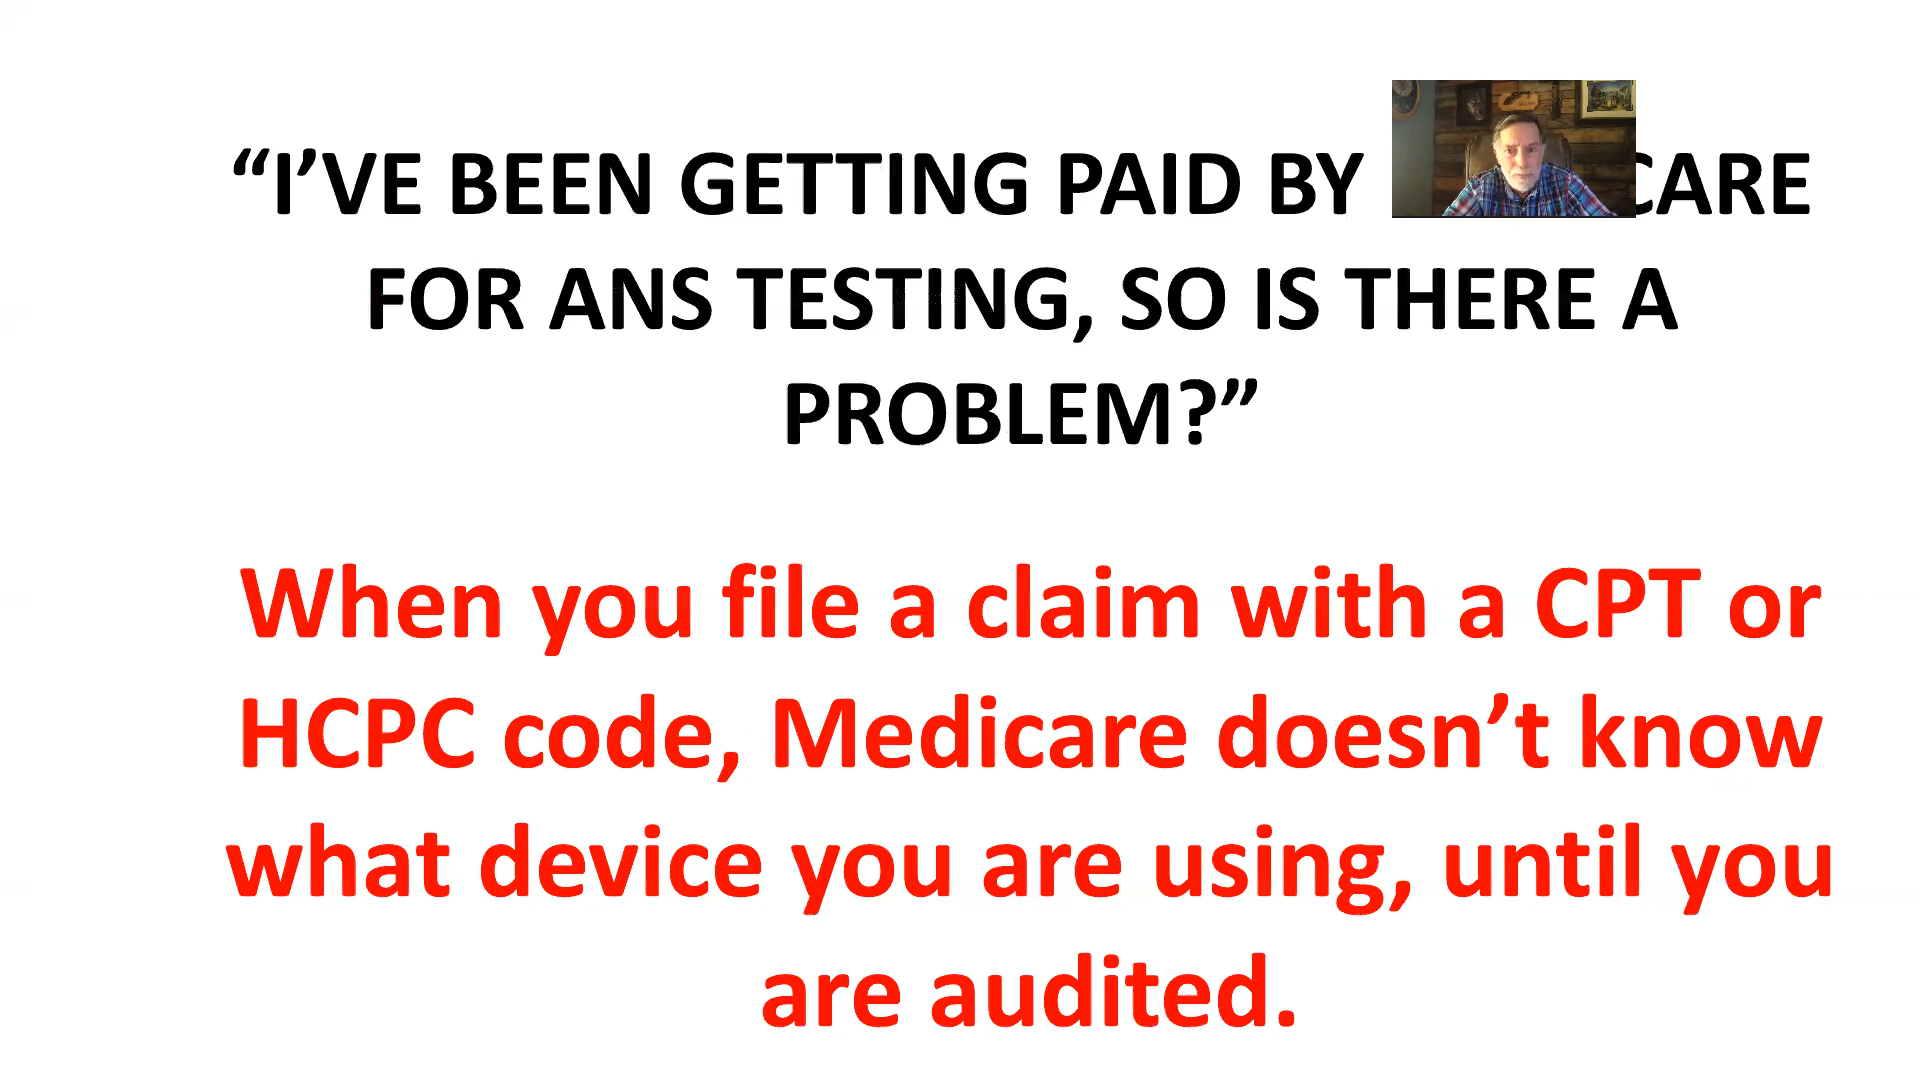 “I’VE BEEN GETTING PAID BY CARE
FOR ANS TESTING, SO IS THERE A
PROBLEM?”
When you file a claim with a CPT or
HCPC code, Medicare doesn’t know
what device you are using, until you
are audited.